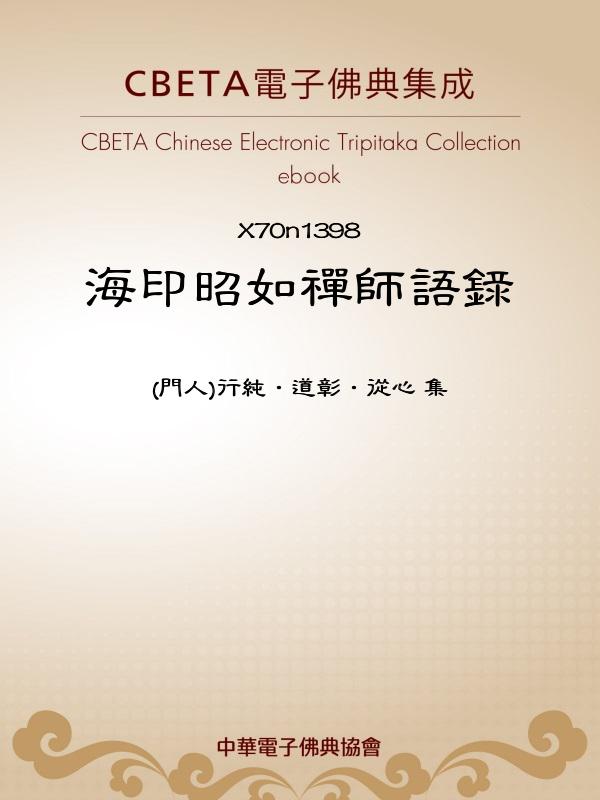 CBETA電子佛典集成
CBETA Chinese Electronic Tripitaka Collection
ebook
X70n1398
海印昭如禪師語錄
(門人)行純．道彰．從心 集
中華電子佛典協會